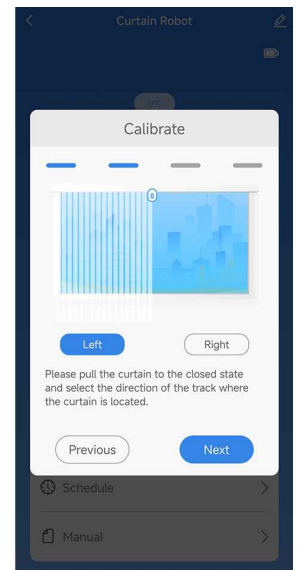 Curtain Robot
0%
Calibrate
Left
Right
Please pull the curtain to the closed state
and select the direction of the track where
the curtain is located.
Previous
Next
Schedule
Manual